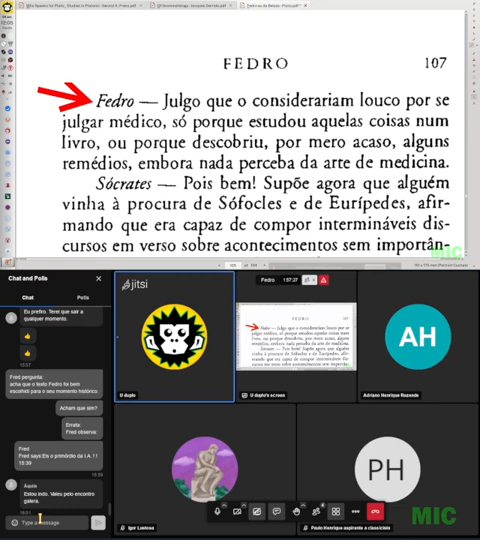 FEDRO 107
Fedro — Julgo que o considerariam louco por se
julgar médico, só porque estudou aquelas coisas num
livro, ou porque descobriu, por mero acaso, alguns
remédios, embora nada perceba da arte de medicina.
Sócrates — Pois bem! Supõe agora que alguém
vinha à procura de Sófocles e de Eurípedes, afir-
mando que era capaz de compor intermináveis dis-
cursos em verso sobre acontecimentos sem importân-
MIC
Chat and Polls
Chat Polls
Eu prefiro. Terei que sair a
qualquer momento.
Fred pergunta:
acha que o texto Fedro foi bem
escolhido para o seu momento histórico.
Acham que sim?
Errata:
Fred observa:
Fred
Fred says:Eis o primórdio da I.A. ! !
15:39
Áquila
Estou indo. Valeu pelo encontro
galera.
Type a message
jitsi
U duplo
Fedro 1:57:27
U duplo's screen
AH
Adriano Henrique Rezende
Igor Lustosa
PH
Paulo Henrique aspirante a classicista
MIC